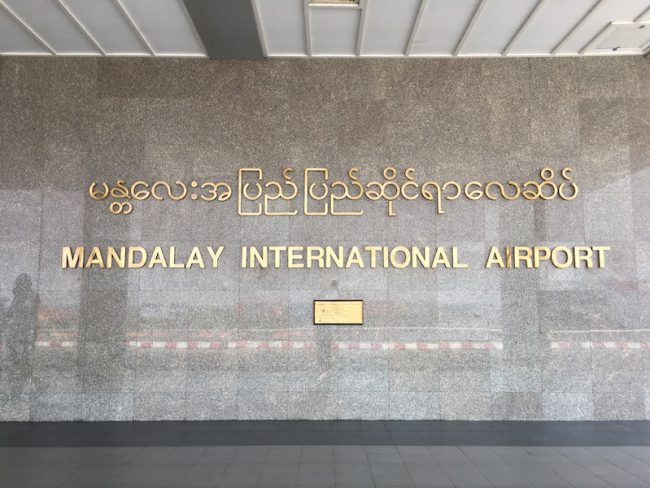 မန္တလေးအပြည်ပြည်ဆိုင်ရာလေဆိပ်
MANDALAY INTERNATIONAL AIRPORT